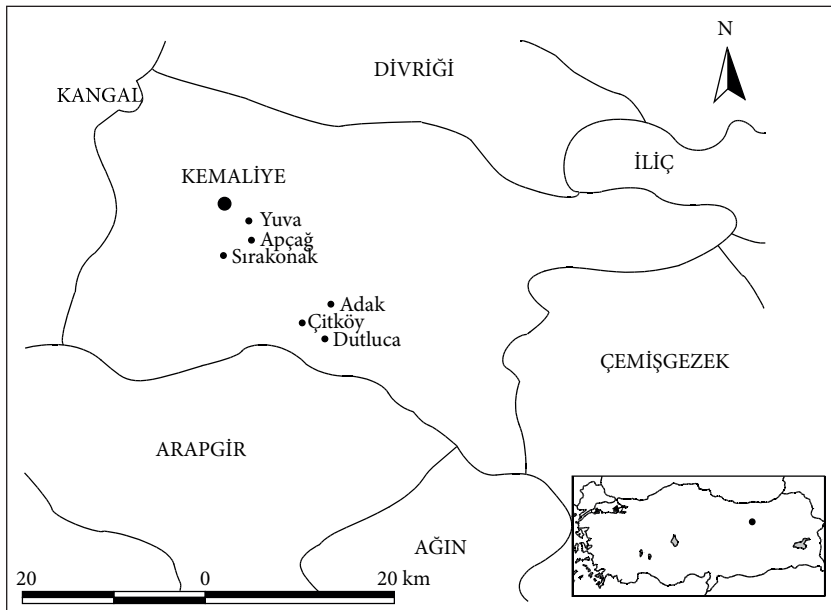 N
DİVRİĞİ
KANGAL
İLİÇ
KEMALİYE
Yuva
Apçağ
Sırakonak
Adak
Çitköy
Dutluca
ÇEMİŞGEZEK
ARAPGİR
AĞIN
20 0 20 km